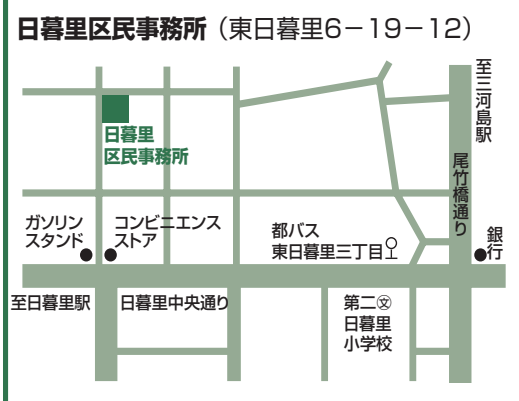 日暮里区民事務所（東日暮里6−19−12）
至三河島駅
日暮里
区民事務所
尾竹橋通り
ガソリン
スタンド
コンビニエンス
ストア
都バス
東日暮里三丁目
銀行
至日暮里駅
日暮里中央通り
第二文
日暮里
小学校